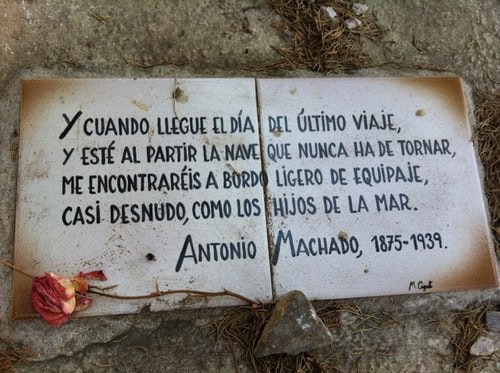 Y CUANDO LLEGUE EL DÍA DEL ÚLTIMO VIAJE,
Y ESTÉ AL PARTIR LA NAVE QUE NUNCA HA DE TORNAR,
ME ENCONTRARÉIS A BORDO LIGERO DE EQUIPAJE,
CASI DESNUDO, COMO LOS HIJOS DE LA MAR.
ANTONIO MACHADO, 1875-1939.